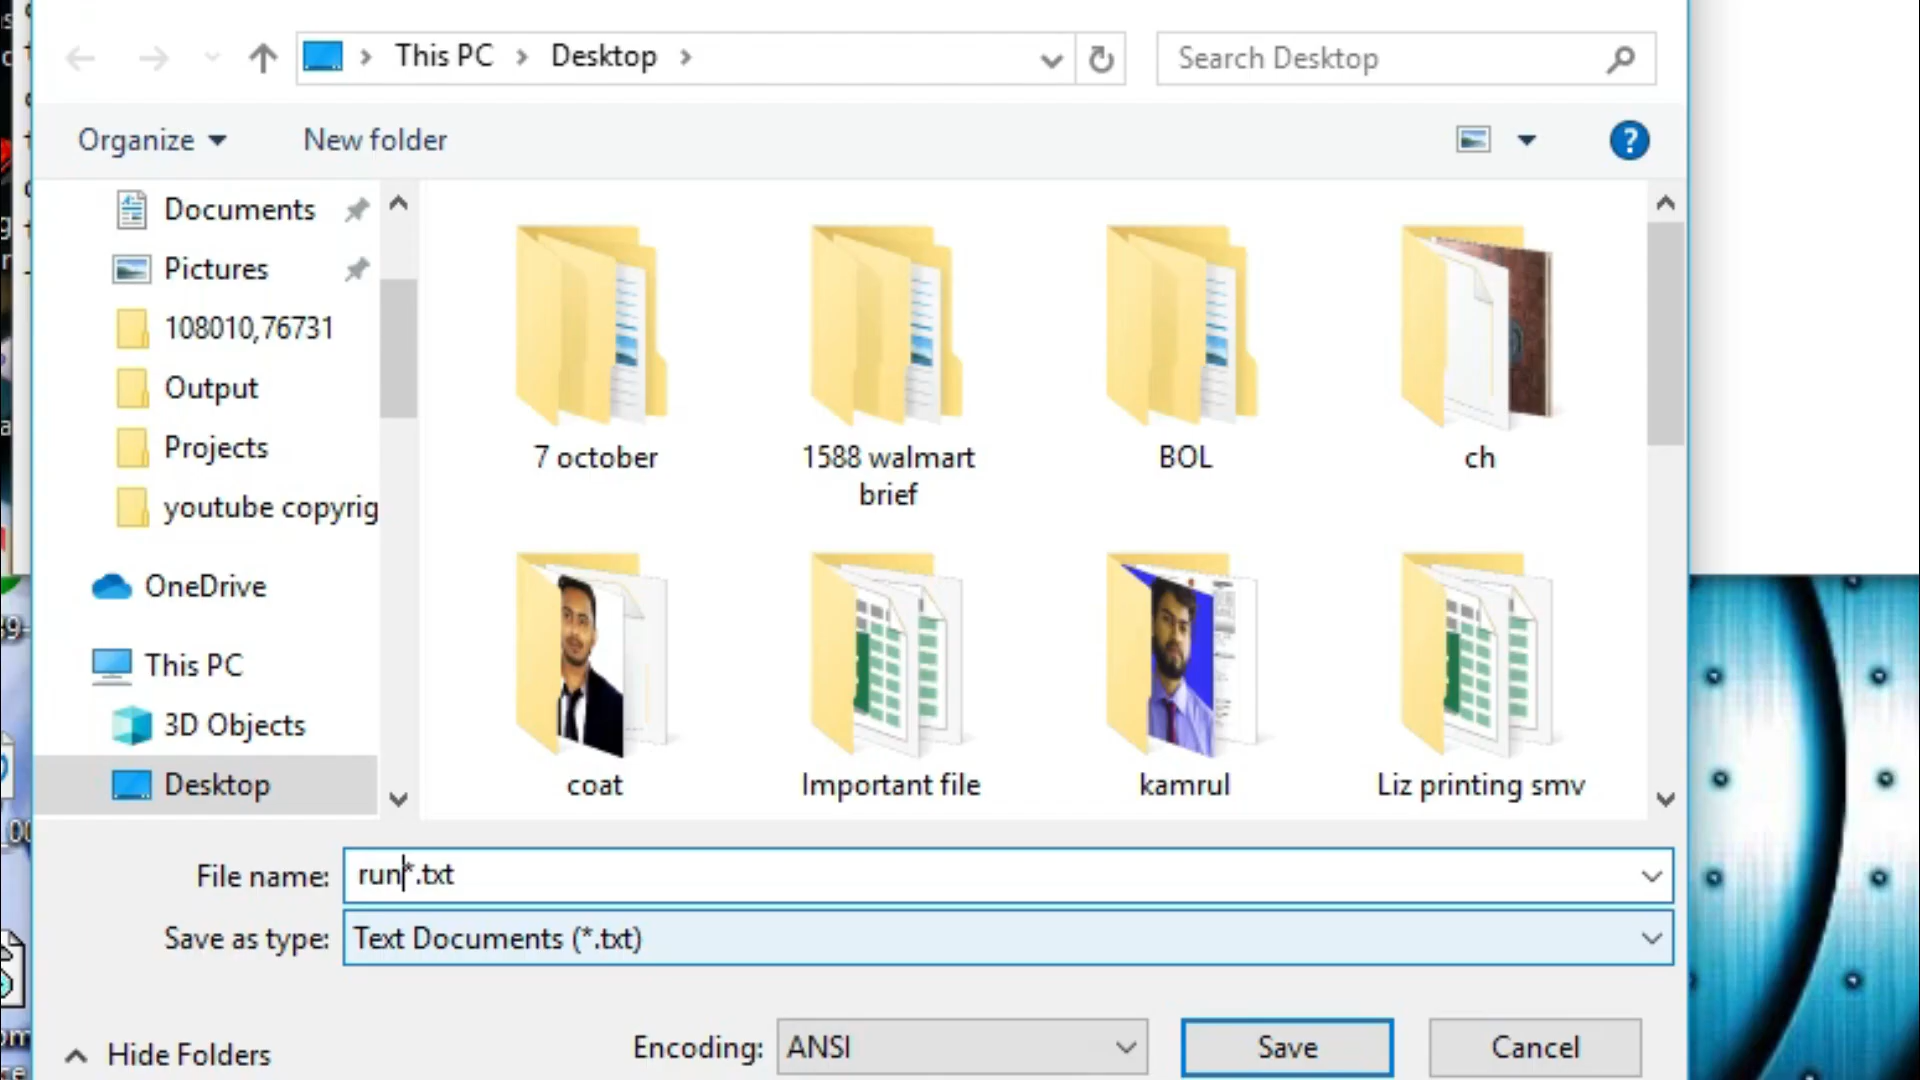 This PC
Desktop
Search Desktop
Organize
New folder
Documents
Pictures
108010,76731
Output
Projects
youtube copyrig
OneDrive
This PC
3D Objects
Desktop
7 october
1588 walmart
brief
BOL
ch
coat
Important file
kamrul
Liz printing smv
File name: run*.txt
Save as type: Text Documents (*.txt)
Hide Folders
Encoding: ANSI
Save
Cancel